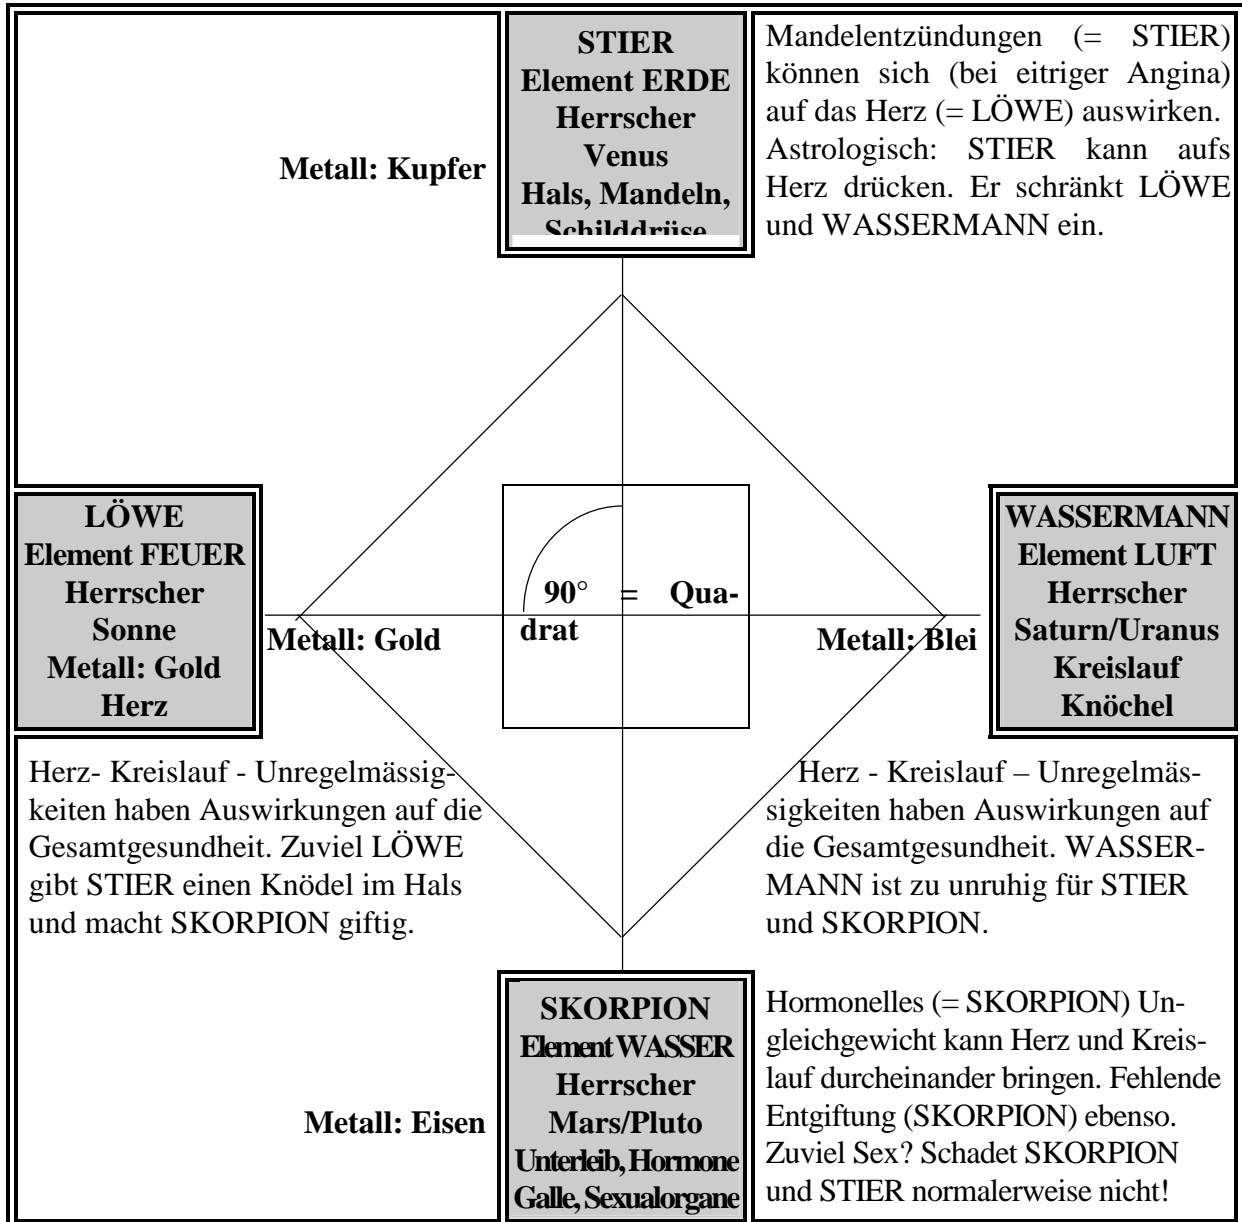 STIER
Element ERDE
Herrscher
Venus
Hals, Mandeln,
Schilddrüse
Metall: Kupfer
Mandelentzündungen (= STIER)
können sich (bei eitriger Angina)
auf das Herz (= LÖWE) auswirken.
Astrologisch: STIER kann aufs
Herz drücken. Er schränkt LÖWE
und WASSERMANN ein.
LÖWE
Element FEUER
Herrscher
Sonne
Metall: Gold
Herz
Metall: Gold
90° = Qua-
drat
Metall: Blei
WASSERMANN
Element LUFT
Herrscher
Saturn/Uranus
Kreislauf
Knöchel
Herz- Kreislauf - Unregelmässig-
keiten haben Auswirkungen auf die
Gesamtgesundheit. Zuviel LÖWE
gibt STIER einen Knödel im Hals
und macht SKORPION giftig.
Herz - Kreislauf – Unregelmäs-
sigkeiten haben Auswirkungen auf
die Gesamtgesundheit. WASSER-
MANN ist zu unruhig für STIER
und SKORPION.
SKORPION
Element WASSER
Herrscher
Mars/Pluto
Unterleib, Hormone
Galle, Sexualorgane
Metall: Eisen
Hormonelles (= SKORPION) Un-
gleichgewicht kann Herz und Kreis-
lauf durcheinander bringen. Fehlende
Entgiftung (SKORPION) ebenso.
Zuviel Sex? Schadet SKORPION
und STIER normalerweise nicht!